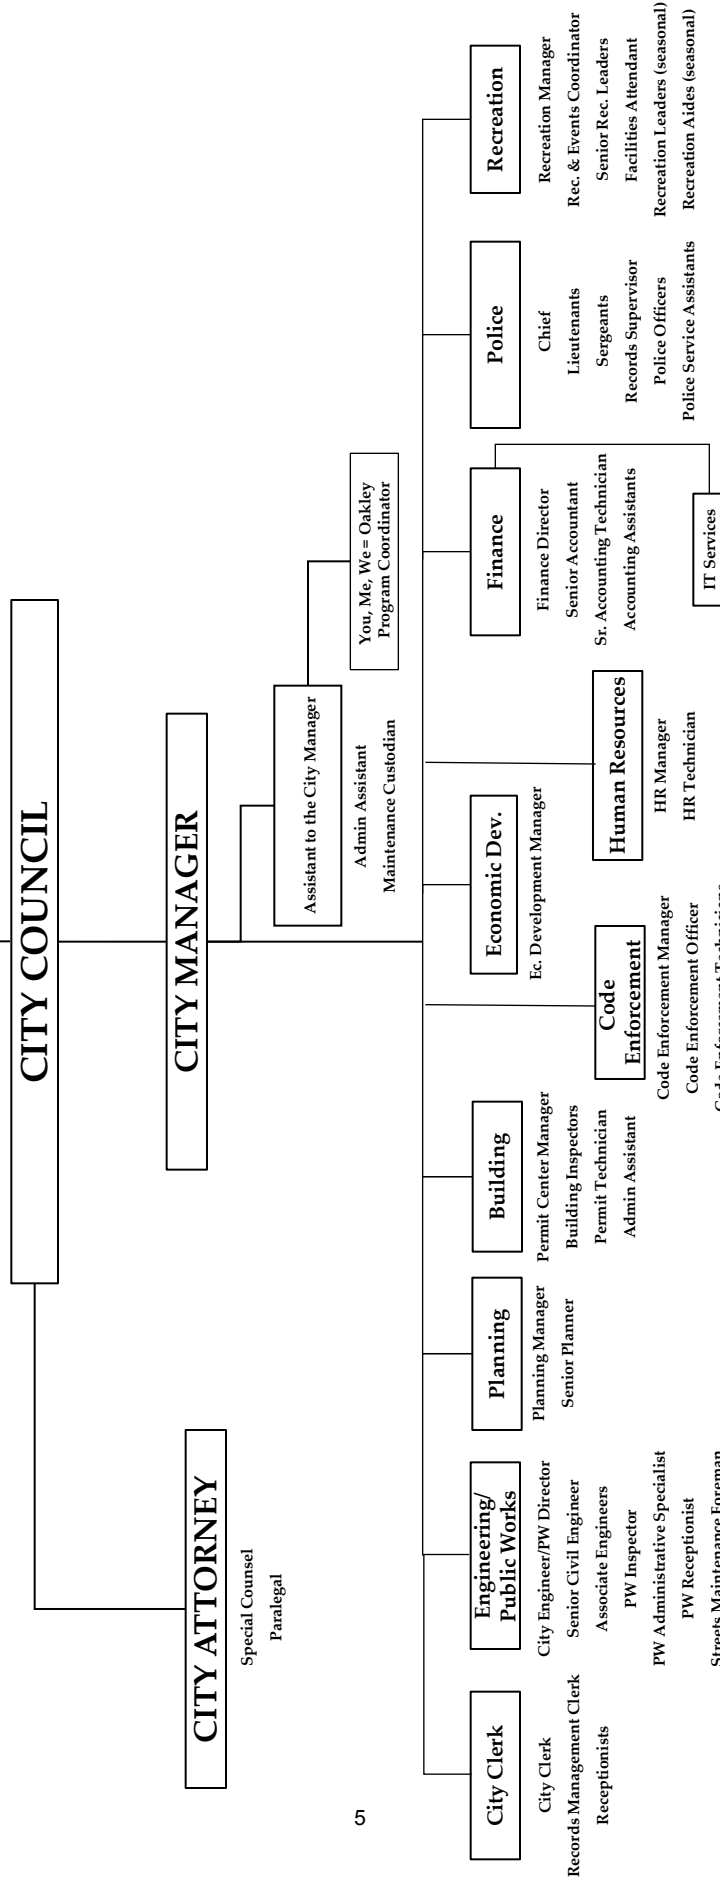 CITY COUNCIL
CITY ATTORNEY
Special Counsel
Paralegal
CITY MANAGER
Assistant to the City Manager
Admin Assistant
Maintenance Custodian
You, Me, We = Oakley
Program Coordinator
City Clerk
City Clerk
Records Management Clerk
Receptionists
Engineering/
Public Works
City Engineer/PW Director
Senior Civil Engineer
Associate Engineers
PW Inspector
PW Administrative Specialist
PW Receptionist
Streets Maintenance Foreman
Planning
Planning Manager
Senior Planner
Building
Permit Center Manager
Building Inspectors
Permit Technician
Admin Assistant
Code
Enforcement
Code Enforcement Manager
Code Enforcement Officer
Code Enforcement Technicians
Economic Dev.
Ec. Development Manager
Human Resources
HR Manager
HR Technician
Finance
Finance Director
Senior Accountant
Sr. Accounting Technician
Accounting Assistants
IT Services
Police
Chief
Lieutenants
Sergeants
Records Supervisor
Police Officers
Police Service Assistants
Recreation
Recreation Manager
Rec. & Events Coordinator
Senior Rec. Leaders
Facilities Attendant
Recreation Leaders (seasonal)
Recreation Aides (seasonal)
5